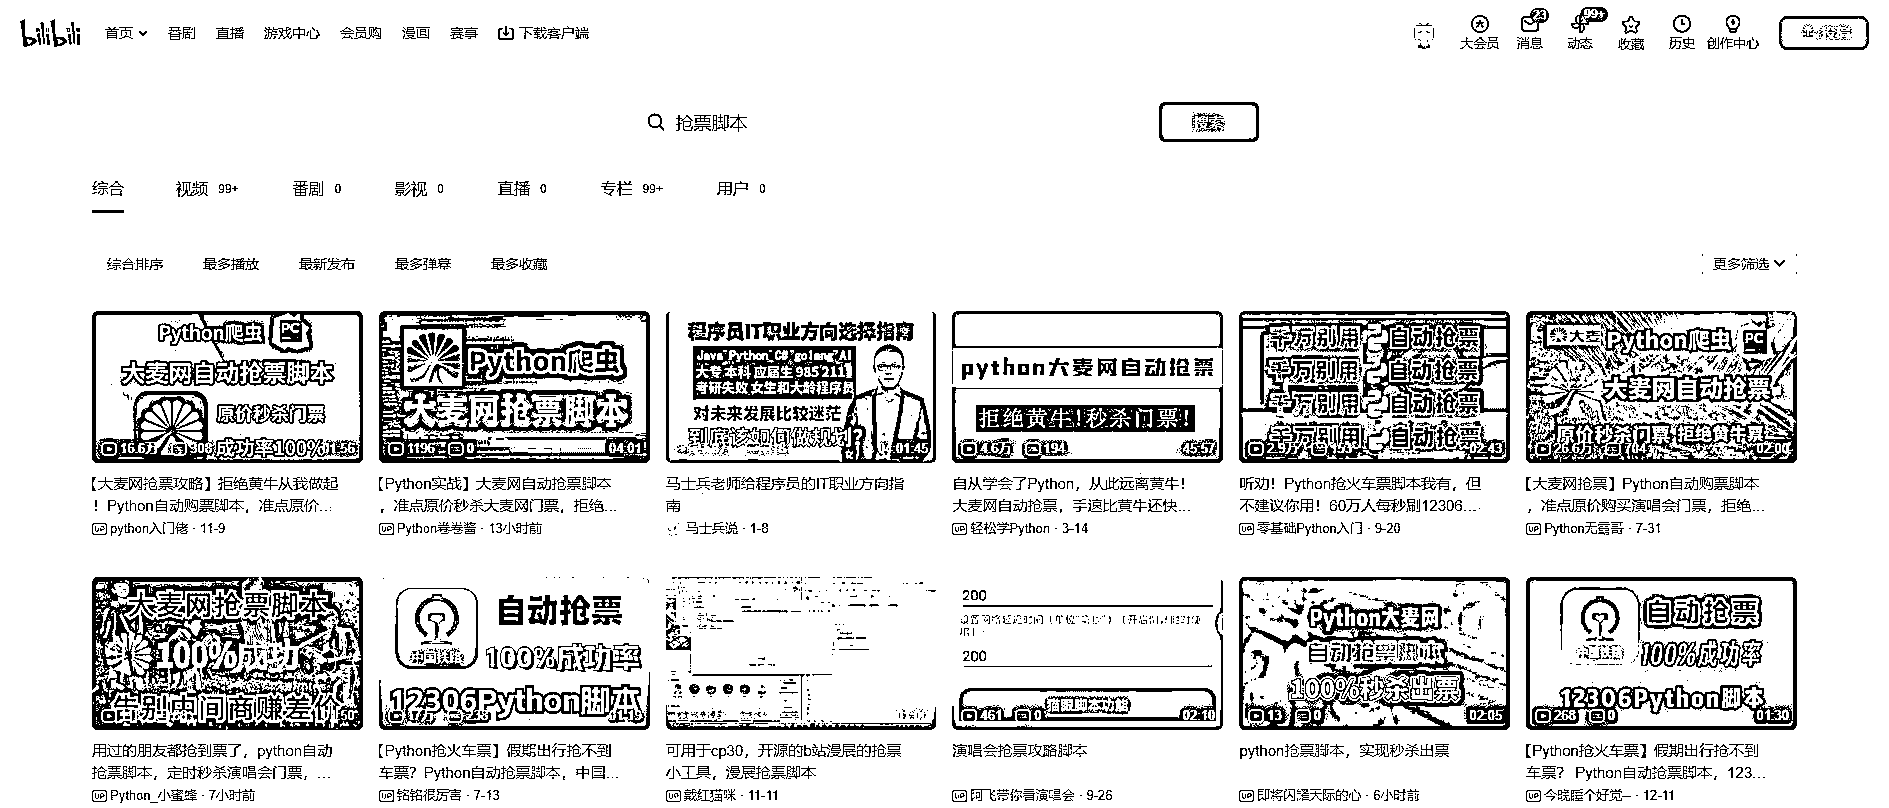 bilibili
首页 番剧 直播 游戏中心 会员购 漫画 赛事 下载客户端
23 99+
大会员 消息 动态 收藏 历史 创作中心
抢票脚本 搜索
综合 视频 99+ 番剧 0 影视 0 直播 0 专栏 99+ 用户 0
综合排序 最多播放 最新发布 最多弹幕 最多收藏 更多筛选
Python爬虫 PC
大麦网自动抢票脚本
原价秒杀门票
成功率100%
01:56
【大麦网抢票攻略】拒绝黄牛从我做起
！Python自动购票脚本，准点原价...
python入门佬 · 11-9
Python爬虫
大麦网抢票脚本
1196 0 04:01
【Python实战】大麦网自动抢票脚本
，准点原价秒杀大麦网门票，拒绝...
Python卷卷酱 · 13小时前
程序员IT职业方向选择指南
Java Python C# golang AI
大专 本科 应届生 985 211
考研失败 女生和大龄程序员
对未来发展比较迷茫
到底该如何做规划？
01:45
马士兵老师给程序员的IT职业方向指
南
马士兵说 · 1-8
python大麦网自动抢票
拒绝黄牛！秒杀门票！
4.6万 194 45:57
自从学会了Python，从此远离黄牛！
大麦网自动抢票，手速比黄牛还快...
轻松学Python · 3-14
千万别用 自动抢票
千万别用 自动抢票
千万别用 自动抢票
千万别用 自动抢票
02:43
听劝！Python抢火车票脚本我有，但
不建议你用！60万人每秒刷12306....
零基础Python入门 · 9-20
大麦 Python爬虫 PC
大麦网自动抢票
原价秒杀门票 拒绝黄牛票
02:00
【大麦网抢票】Python自动购票脚本
，准点原价购买演唱会门票，拒绝...
Python无霸哥 · 7-31
大麦网抢票脚本
100%成功
告别中间商赚差价
用过的朋友都抢到票了，python自动
抢票脚本，定时秒杀演唱会门票，...
Python_小蜜蜂 · 7小时前
自动抢票
100%成功率
12306Python脚本
01:49
【Python抢火车票】假期出行抢不到
车票？Python自动抢票脚本，中国...
铭铭很厉害 · 7-13
可用于cp30，开源的b站漫展的抢票
小工具，漫展抢票脚本
戴红猫咪 · 11-11
200
200
猫眼脚本功能
461 0 02:10
演唱会抢票攻略脚本
阿飞带你看演唱会 · 9-26
Python大麦网
自动抢票脚本
100%秒杀出票
13 0 02:05
python抢票脚本，实现秒杀出票
即将闪耀天际的心 · 6小时前
自动抢票
100%成功率
12306Python脚本
268 0 01:30
【Python抢火车票】假期出行抢不到
车票？ Python自动抢票脚本，123...
今晚睡个好觉一 · 12-11